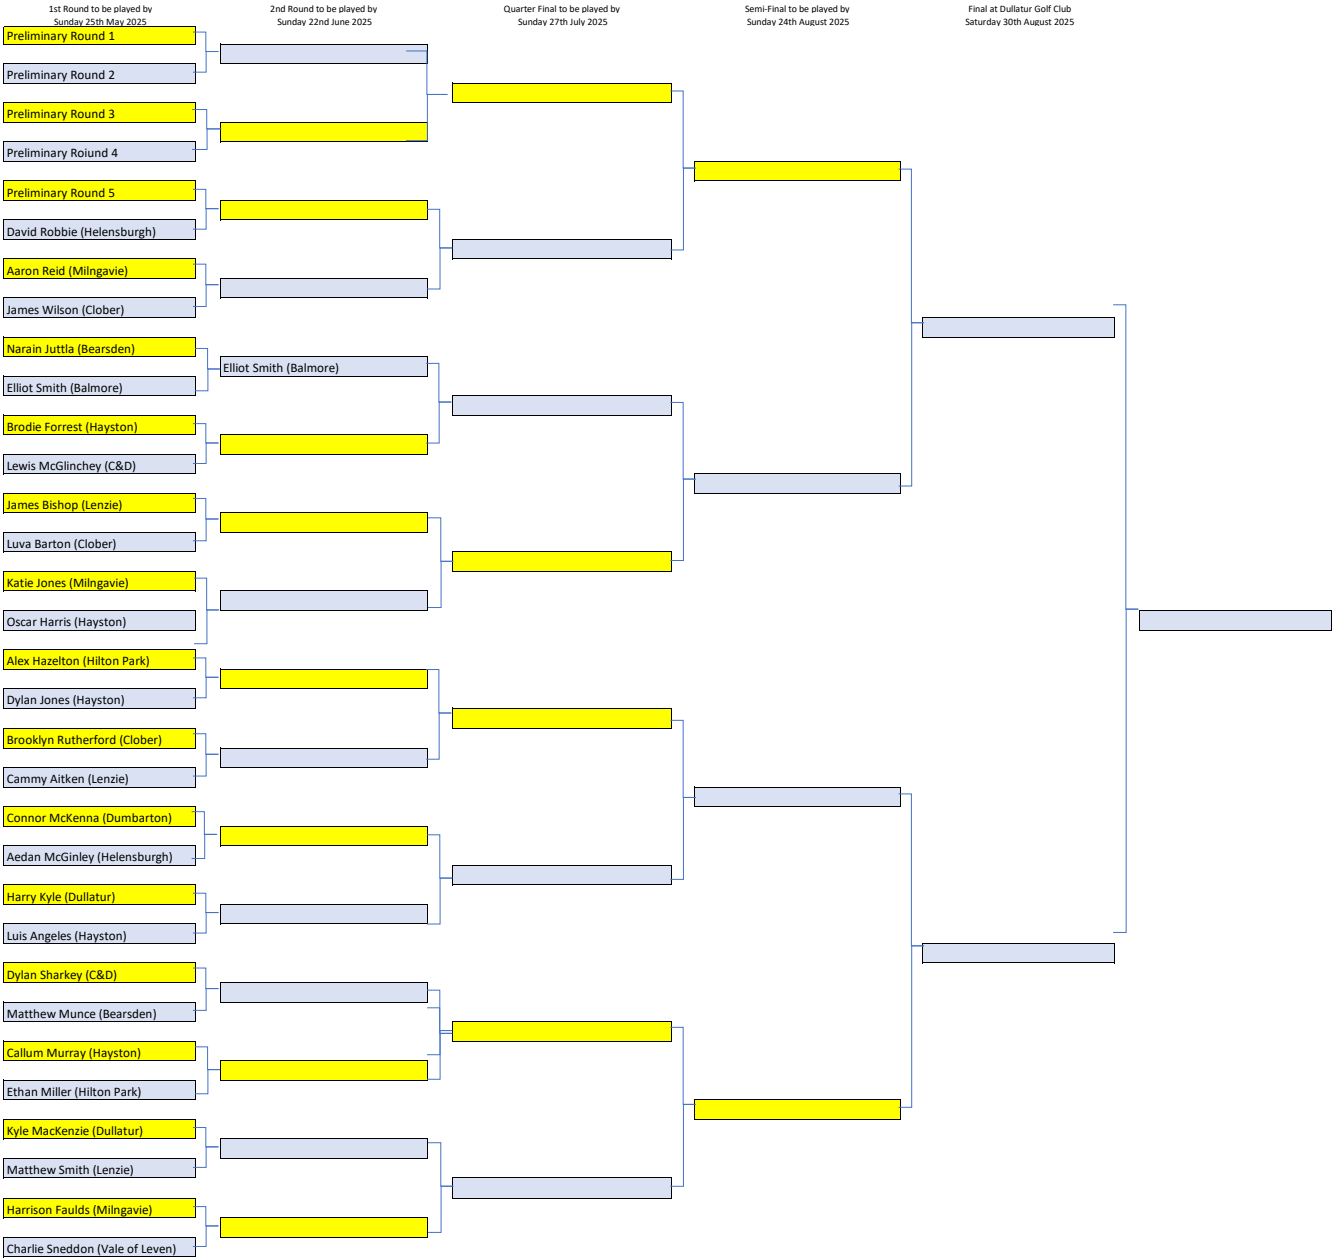 1st Round to be played by
Sunday 25th May 2025
2nd Round to be played by
Sunday 22nd June 2025
Quarter Final to be played by
Sunday 27th July 2025
Semi-Final to be played by
Sunday 24th August 2025
Final at Dullatur Golf Club
Saturday 30th August 2025
Preliminary Round 1
Preliminary Round 2
Preliminary Round 3
Preliminary Roiund 4
Preliminary Round 5
David Robbie (Helensburgh)
Aaron Reid (Milngavie)
James Wilson (Clober)
Narain Juttla (Bearsden)
Elliot Smith (Balmore)
Elliot Smith (Balmore)
Brodie Forrest (Hayston)
Lewis McGlinchey (C&D)
James Bishop (Lenzie)
Luva Barton (Clober)
Katie Jones (Milngavie)
Oscar Harris (Hayston)
Alex Hazelton (Hilton Park)
Dylan Jones (Hayston)
Brooklyn Rutherford (Clober)
Cammy Aitken (Lenzie)
Connor McKenna (Dumbarton)
Aedan McGinley (Helensburgh)
Harry Kyle (Dullatur)
Luis Angeles (Hayston)
Dylan Sharkey (C&D)
Matthew Munce (Bearsden)
Callum Murray (Hayston)
Ethan Miller (Hilton Park)
Kyle MacKenzie (Dullatur)
Matthew Smith (Lenzie)
Harrison Faulds (Milngavie)
Charlie Sneddon (Vale of Leven)